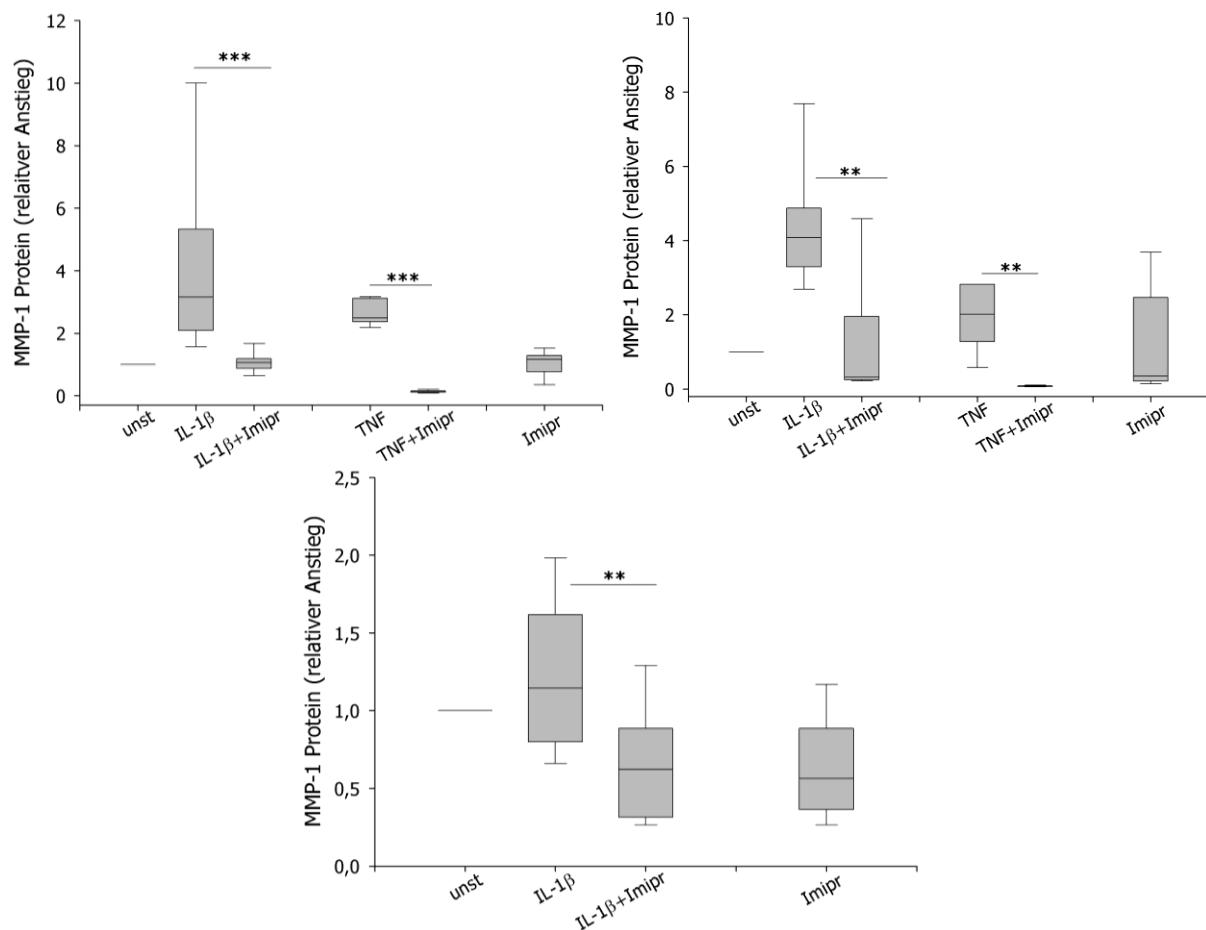 MMP-1 Protein (relaitver Anstieg)
12
10
8
6
4
2
0
***
***
unst
IL-1β
IL-1β+Imipr
TNF
TNF+Imipr
Imipr
MMP-1 Protein (relativer Ansiteg)
10
8
6
4
2
0
**
**
unst
IL-1β
IL-1β+Imipr
TNF
TNF+Imipr
Imipr
MMP-1 Protein (relativer Anstieg)
2,5
2,0
1,5
1,0
0,5
0,0
**
unst
IL-1β
IL-1β+Imipr
Imipr